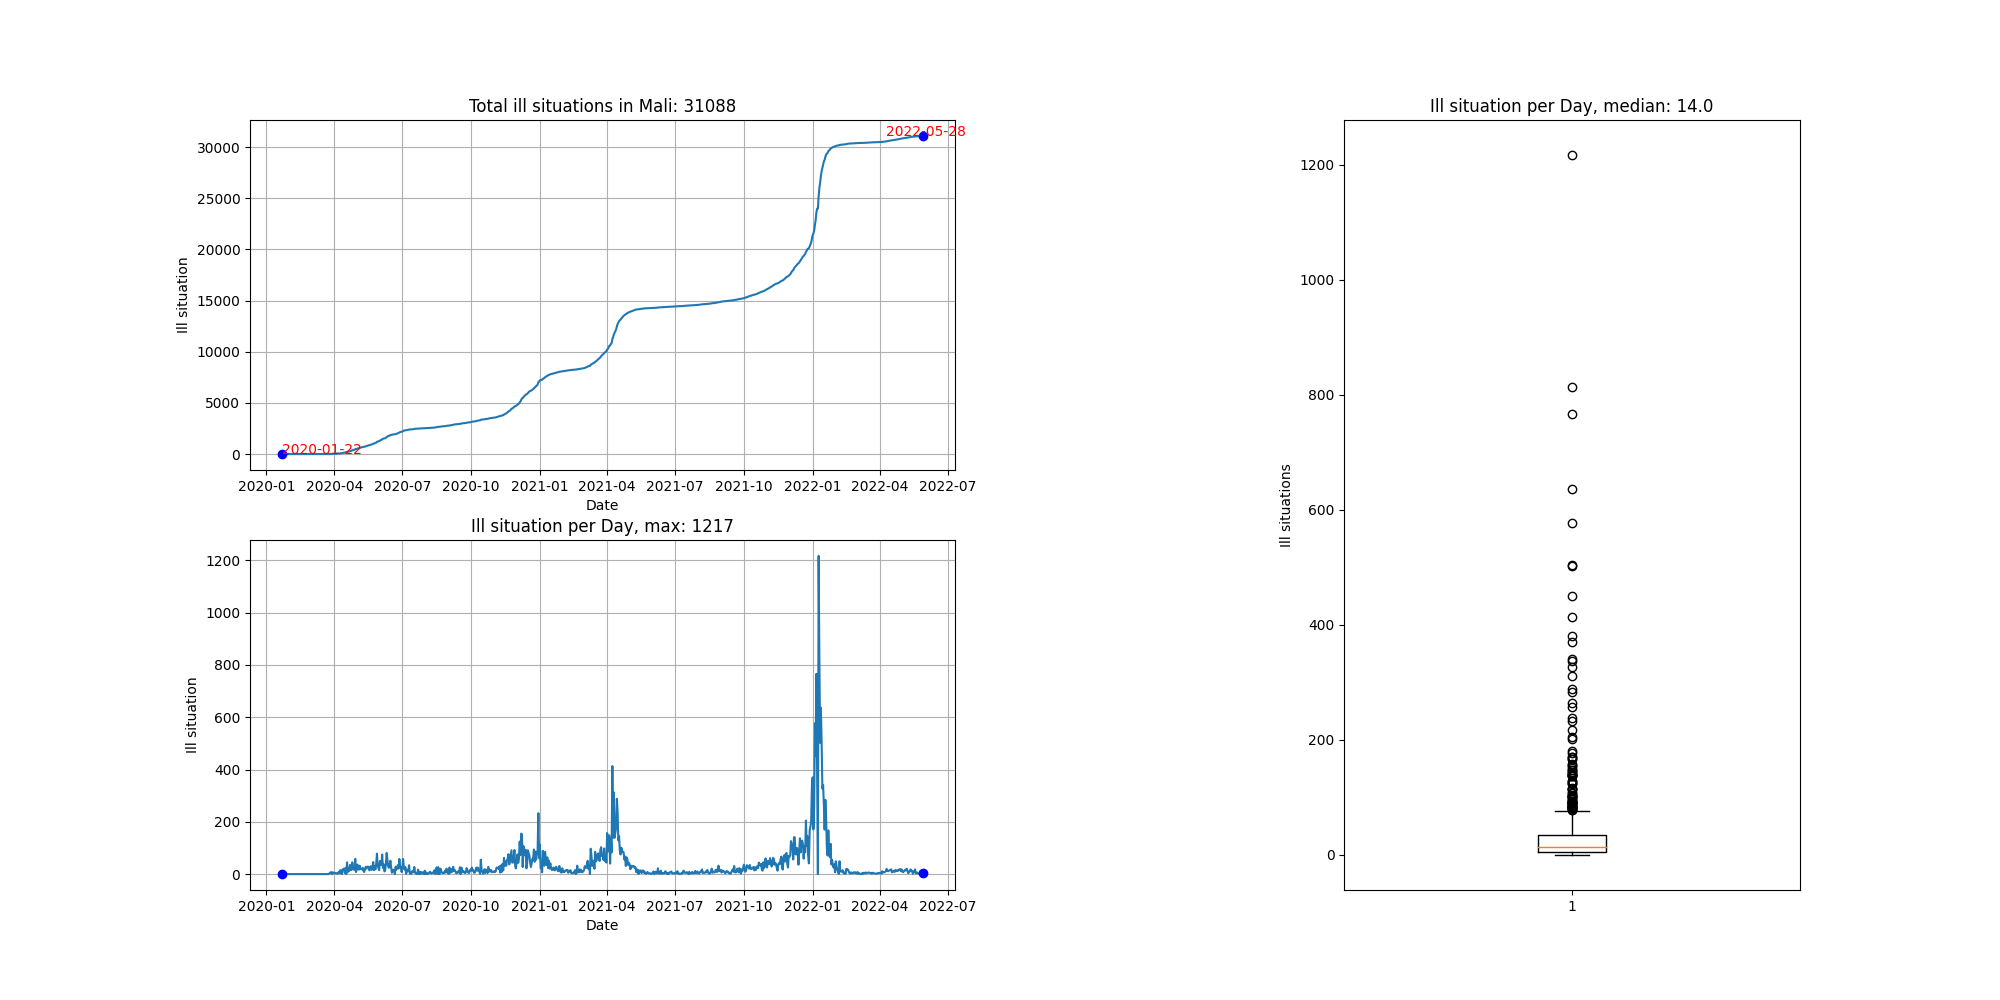 Total ill situations in Mali: 31088
Ill situation
30000
25000
20000
15000
10000
5000
0
2020-01-22
2022-05-28
2020-01 2020-04 2020-07 2020-10 2021-01 2021-04 2021-07 2021-10 2022-01 2022-04 2022-07
Date
Ill situation per Day, max: 1217
Ill situation
1200
1000
800
600
400
200
0
2020-01 2020-04 2020-07 2020-10 2021-01 2021-04 2021-07 2021-10 2022-01 2022-04 2022-07
Date
Ill situation per Day, median: 14.0
Ill situations
1200
1000
800
600
400
200
0
1